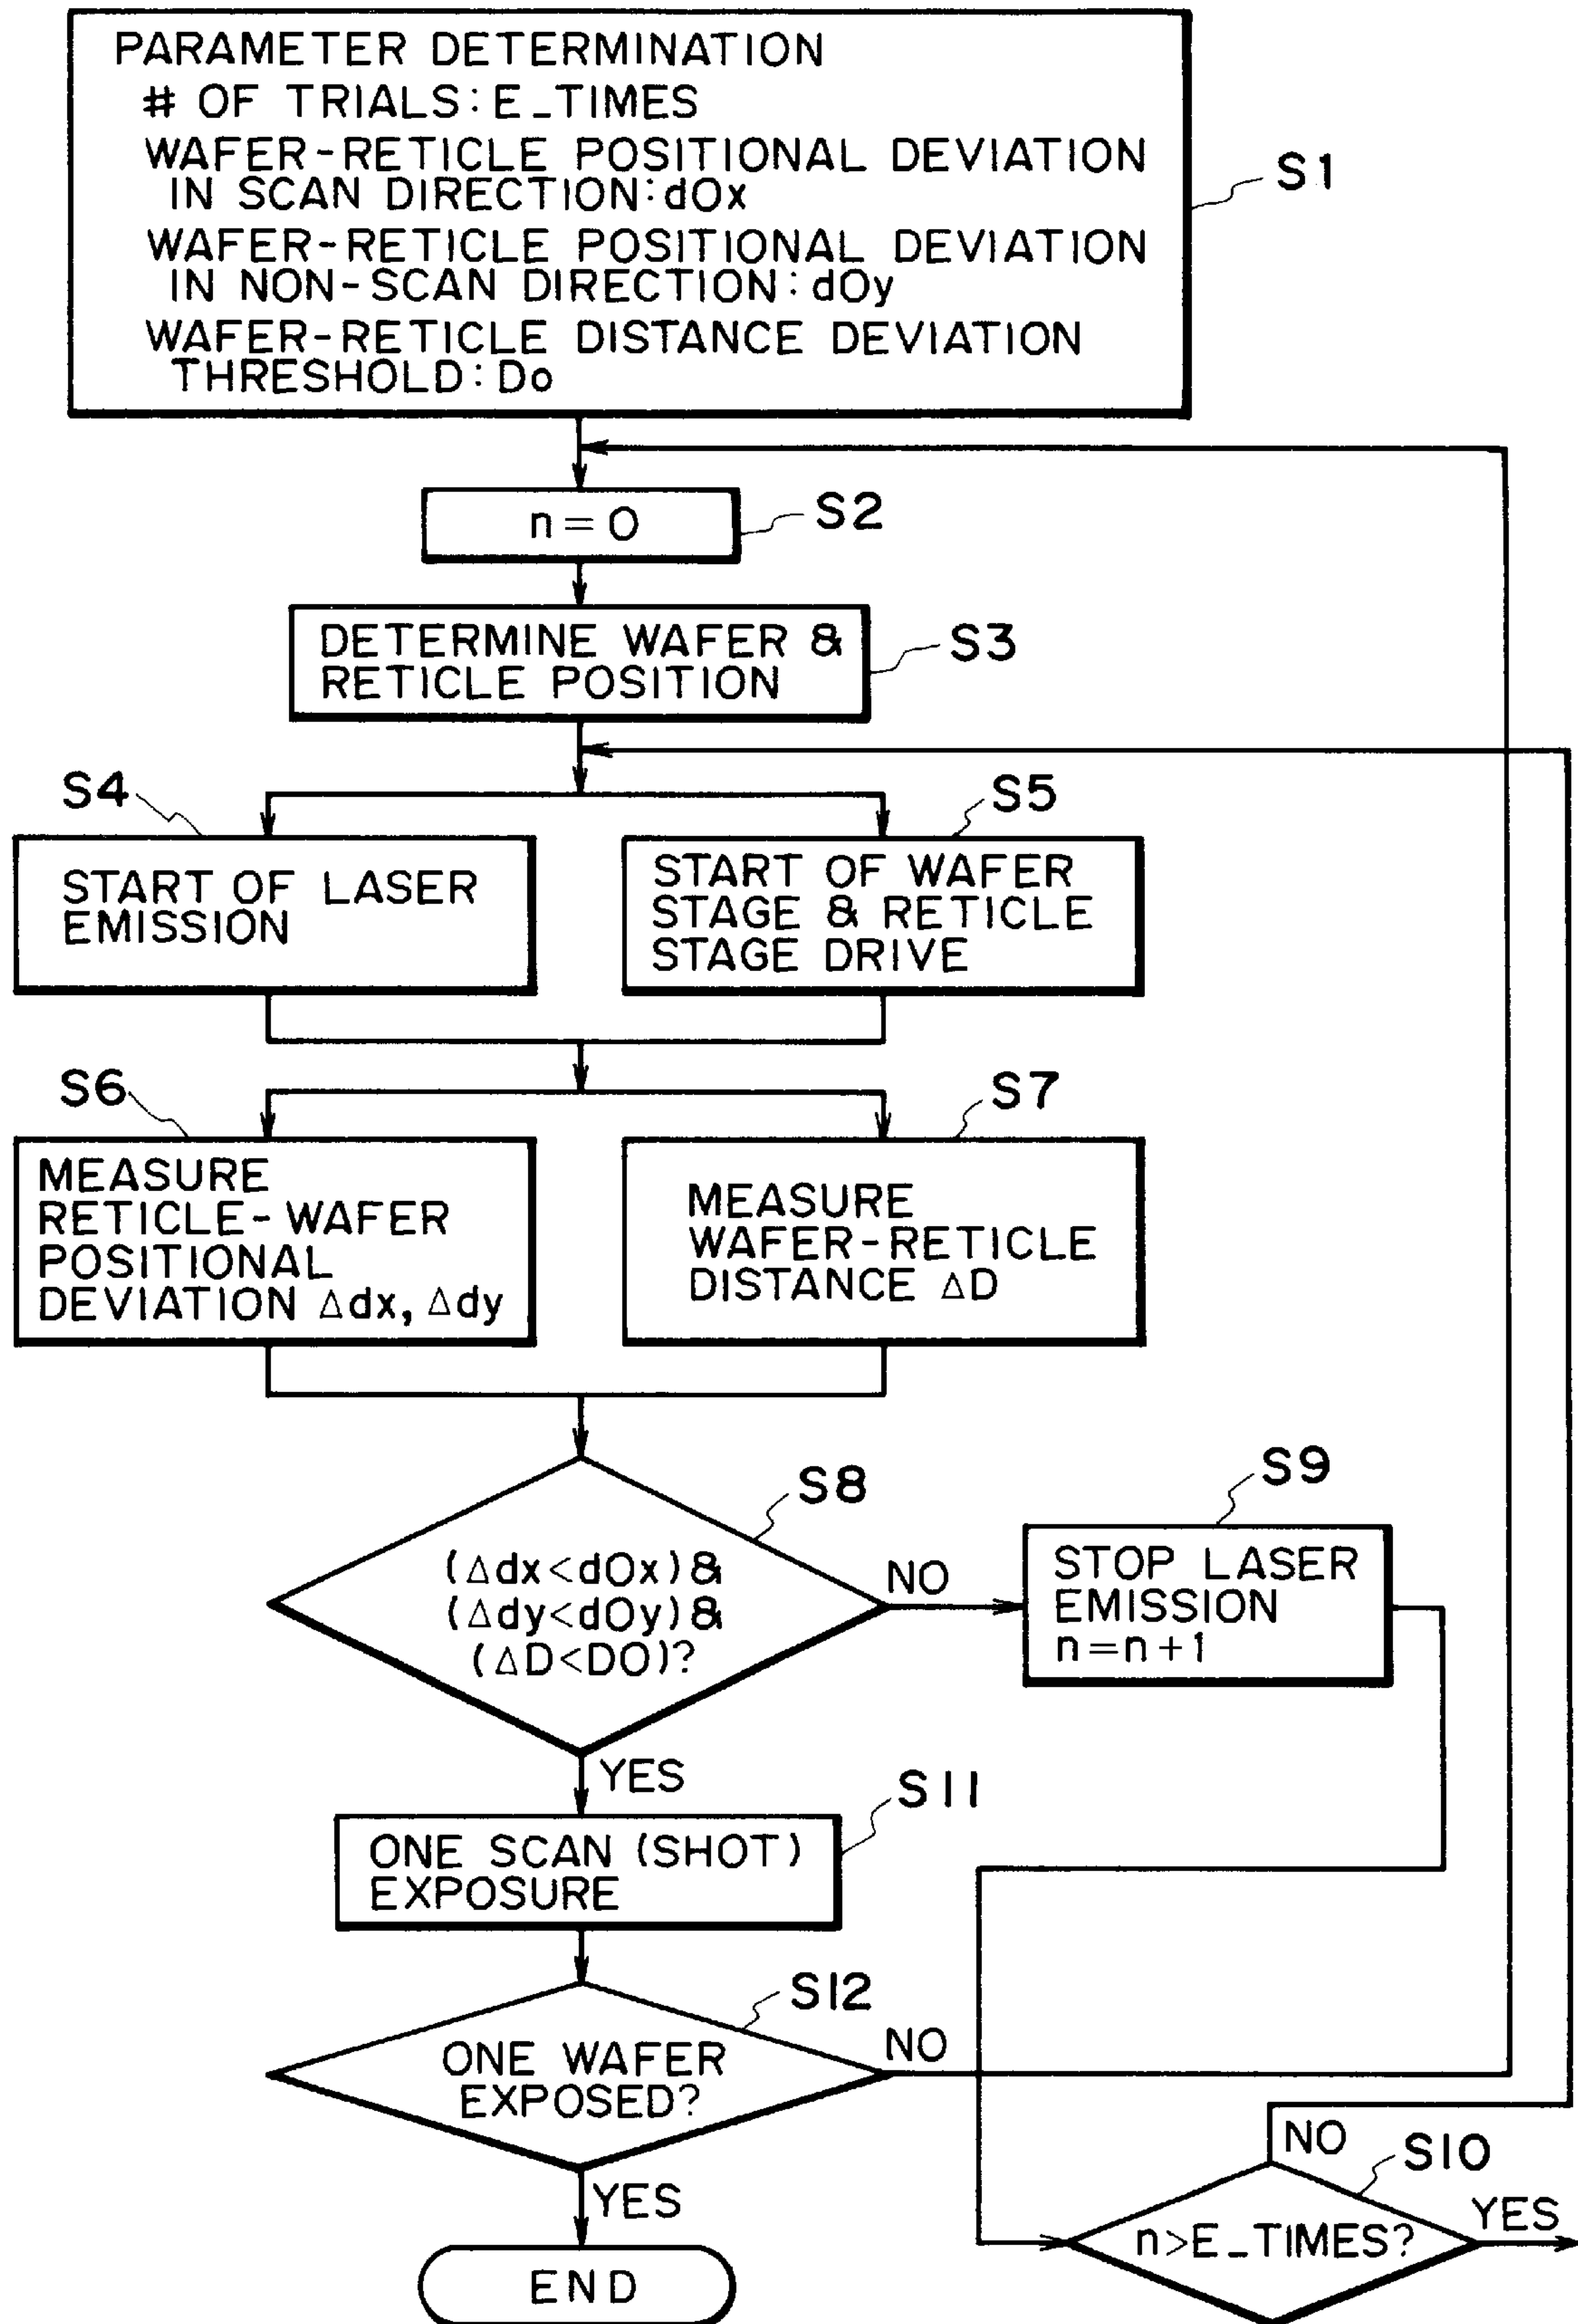 PARAMETER DETERMINATION
# OF TRIALS: E_TIMES
WAFER-RETICLE POSITIONAL DEVIATION
IN SCAN DIRECTION: dOx
WAFER-RETICLE POSITIONAL DEVIATION
IN NON-SCAN DIRECTION: dOy
WAFER-RETICLE DISTANCE DEVIATION
THRESHOLD: Do
S1
n=0
S2
DETERMINE WAFER &
RETICLE POSITION
S3
S4
START OF LASER
EMISSION
S5
START OF WAFER
STAGE & RETICLE
STAGE DRIVE
S6
MEASURE
RETICLE-WAFER
POSITIONAL
DEVIATION Δdx, Δdy
S7
MEASURE
WAFER-RETICLE
DISTANCE ΔD
S8
(Δdx<dOx)&
(Δdy<dOy)&
(ΔD<DO)?
NO
S9
STOP LASER
EMISSION
n=n+1
YES
S11
ONE SCAN (SHOT)
EXPOSURE
S12
ONE WAFER
EXPOSED?
NO
YES
END
NO
S10
n>E_TIMES?
YES